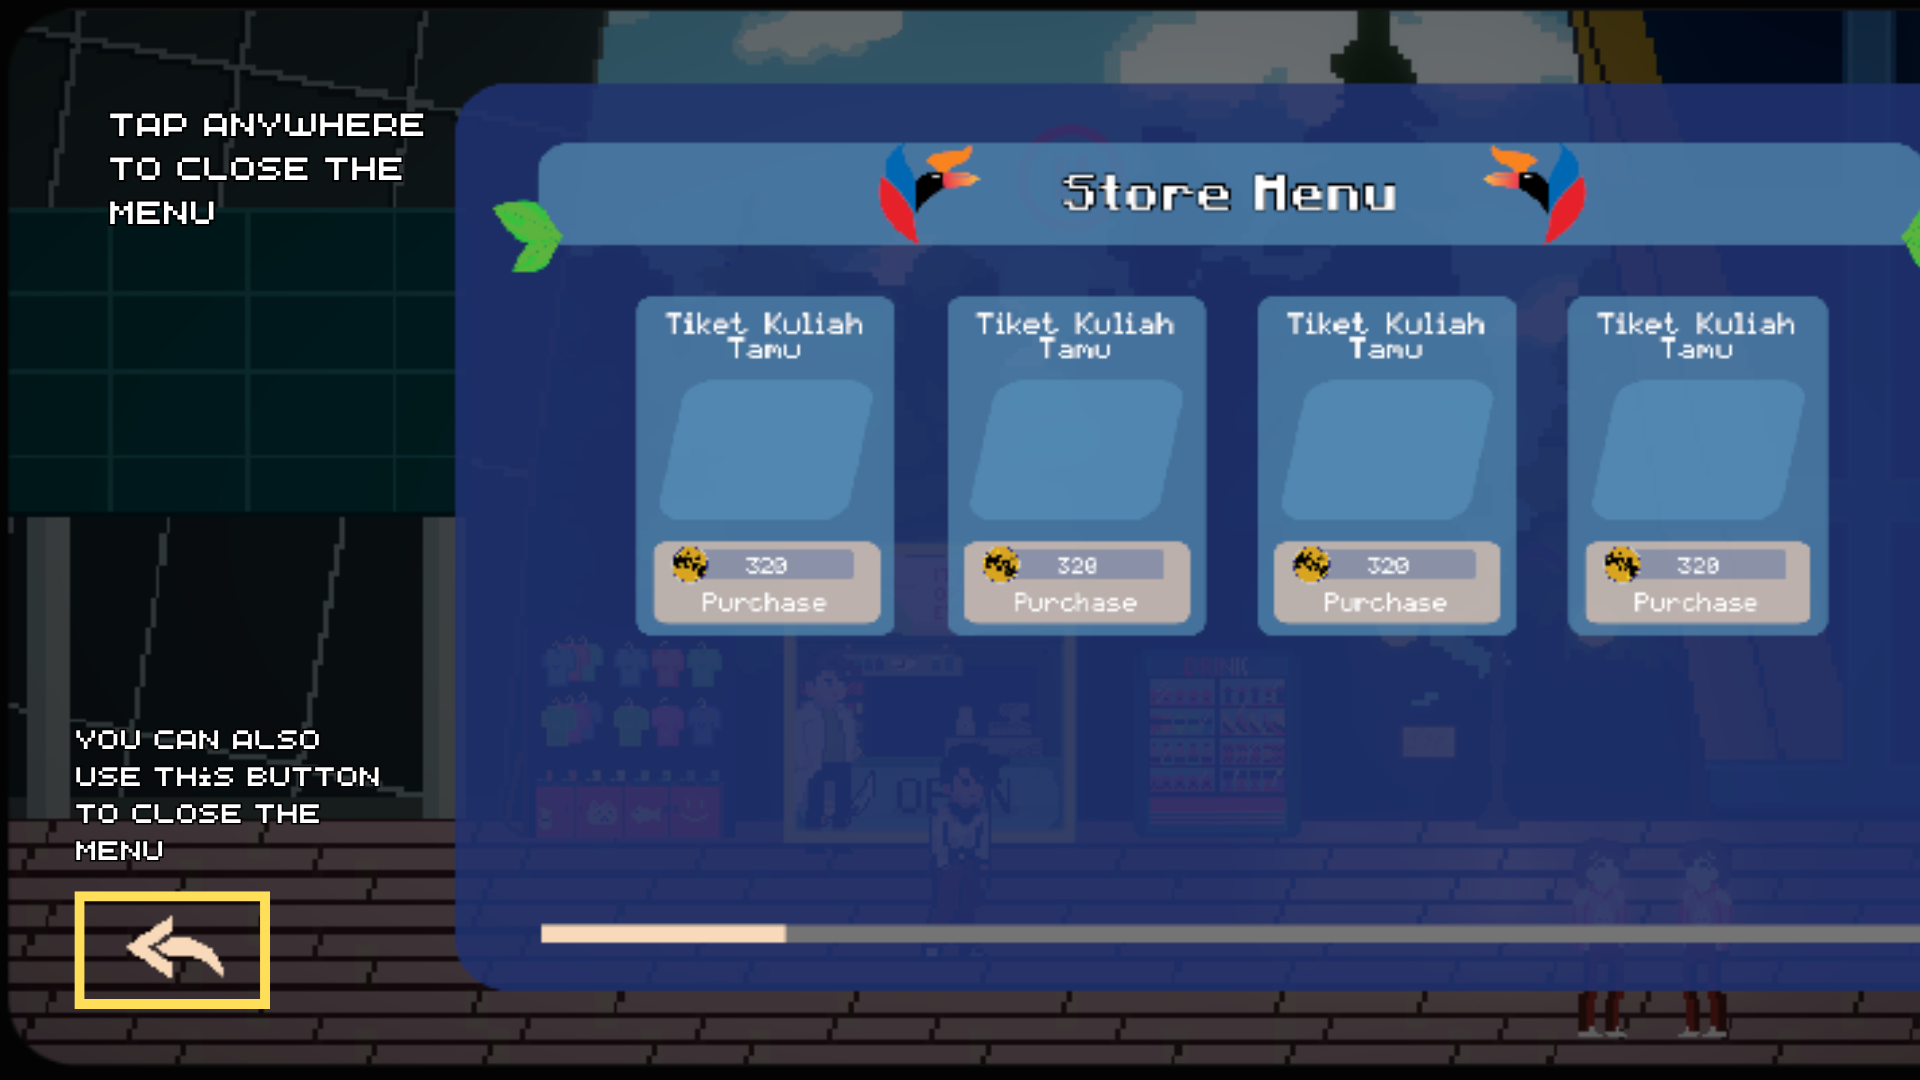 TAP ANYWHERE
TO CLOSE THE
MENU
Store Menu
Tiket Kuliah
Tamu
320
Purchase
Tiket Kuliah
Tamu
320
Purchase
Tiket Kuliah
Tamu
320
Purchase
Tiket Kuliah
Tamu
320
Purchase
DRINK
OPEN
YOU CAN ALSO
USE THiS BUTTON
TO CLOSE THE
MENU